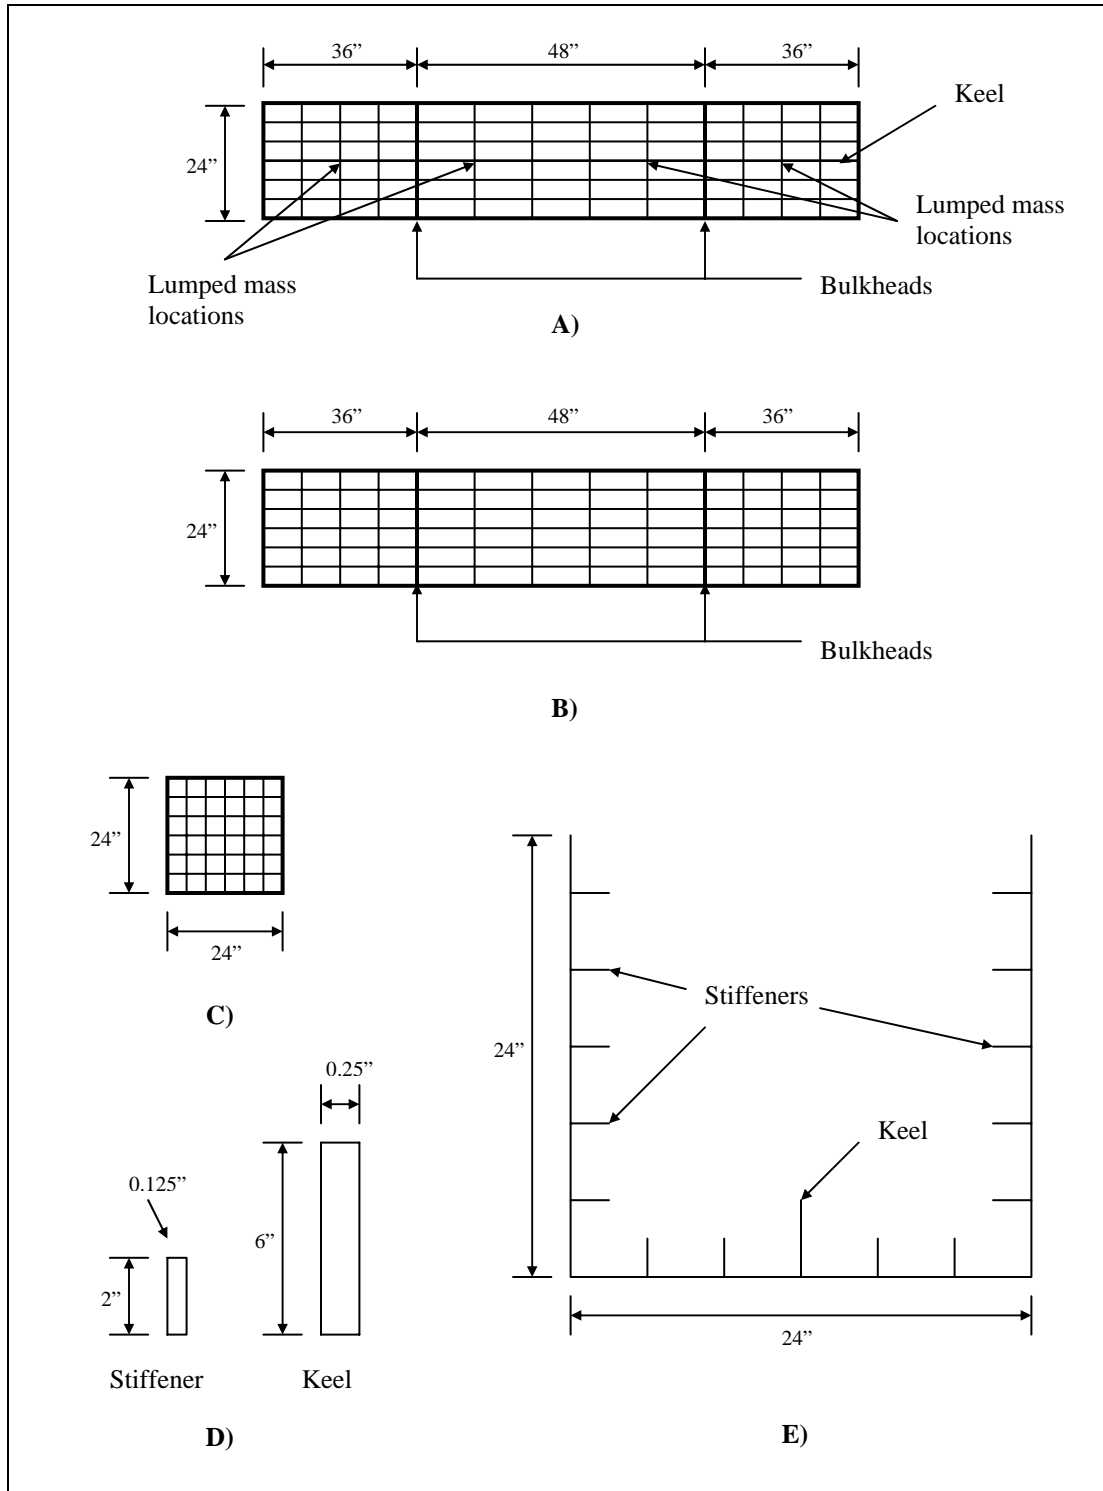 36” 48” 36”
Keel
24”
Lumped mass
locations
Lumped mass
locations
Bulkheads
A)
36” 48” 36”
24”
Bulkheads
B)
24”
24”
C)
0.25”
0.125”
6”
2”
Stiffener Keel
D)
Stiffeners
24”
Keel
24”
E)